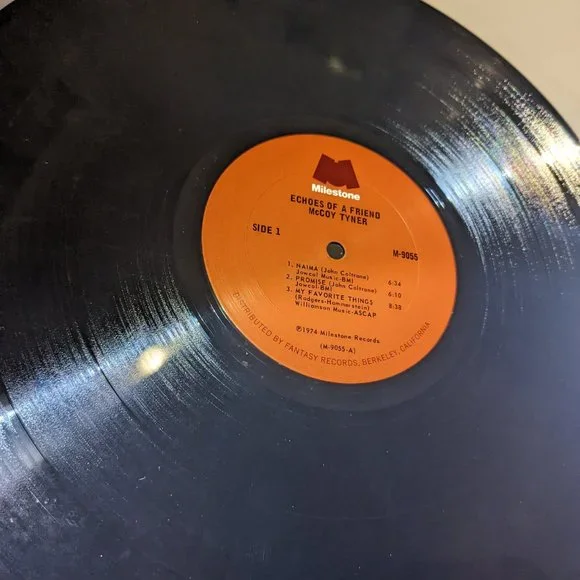 M
Milestone
ECHOES OF A FRIEND
McCOY TYNER
SIDE 1
M-9055
1. NAIMA (John Coltrane)
Jowcol Music-BMI 6:34
2. PROMISE (John Coltrane)
Jowcol-BMI 6:10
3. MY FAVORITE THINGS
(Rodgers-Hammerstein) 8:38
Williamson Music-ASCAP
℗1974 Milestone Records
(M-9055-A)
DISTRIBUTED BY FANTASY RECORDS, BERKELEY, CALIFORNIA